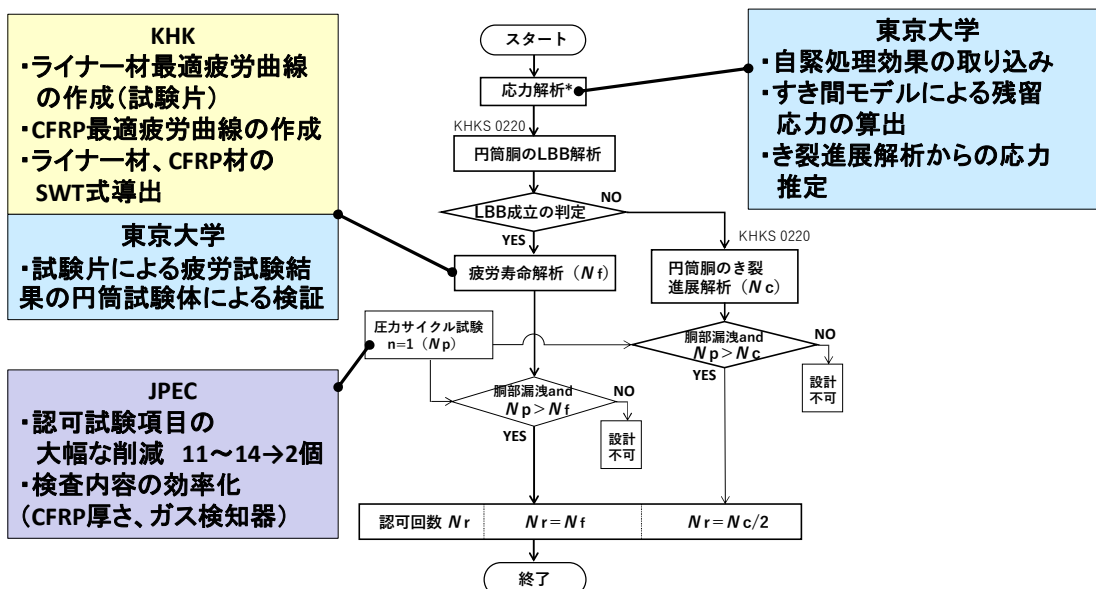 KHK
・ライナー材最適疲労曲線
の作成(試験片)
・CFRP最適疲労曲線の作成
・ライナー材、CFRP材の
SWT式導出
東京大学
・試験片による疲労試験結
果の円筒試験体による検証
JPEC
・認可試験項目の
大幅な削減 11～14→2個
・検査内容の効率化
(CFRP厚さ、ガス検知器)
スタート
応力解析*
KHKS 0220
円筒胴のLBB解析
LBB成立の判定
NO
YES
疲労寿命解析（Nf）
KHKS 0220
円筒胴のき裂
進展解析（Nc）
圧力サイクル試験
n=1（Np）
胴部漏洩and
Np＞Nc
NO
YES
設計
不可
胴部漏洩and
Np＞Nf
NO
YES
設計
不可
認可回数 Nr
Nr＝Nf
Nr＝Nc/2
終了
東京大学
・自緊処理効果の取り込み
・すき間モデルによる残留
応力の算出
・き裂進展解析からの応力
推定